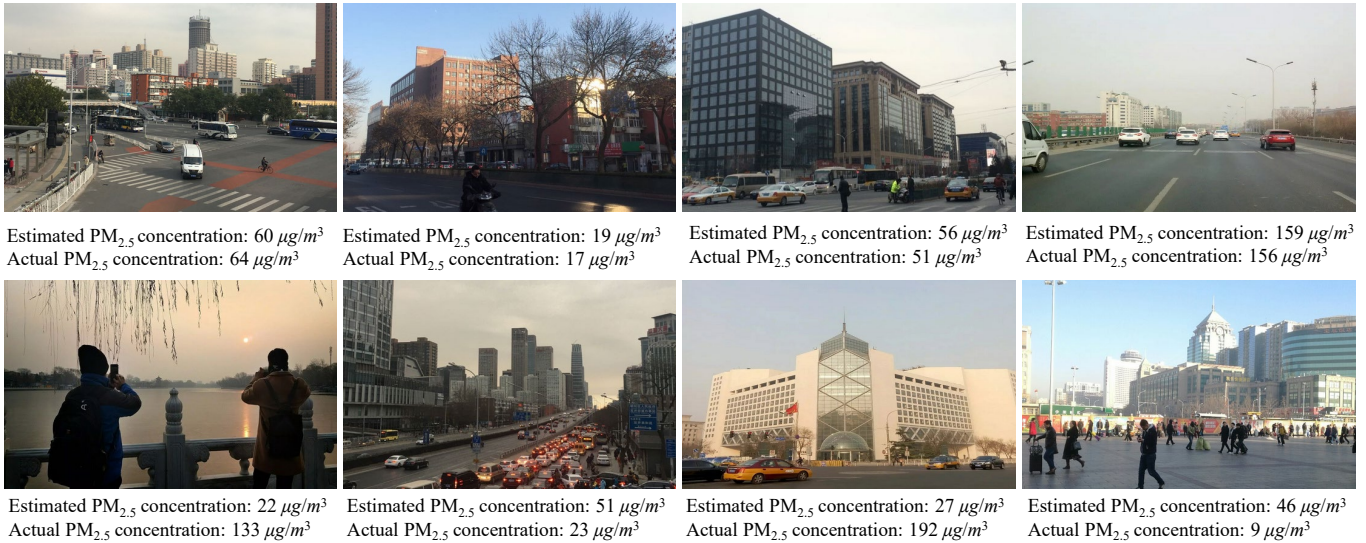 Estimated PM2.5 concentration: 60 μg/m³
Actual PM2.5 concentration: 64 μg/m³
Estimated PM2.5 concentration: 19 μg/m³
Actual PM2.5 concentration: 17 μg/m³
Estimated PM2.5 concentration: 56 μg/m³
Actual PM2.5 concentration: 51 μg/m³
Estimated PM2.5 concentration: 159 μg/m³
Actual PM2.5 concentration: 156 μg/m³
Estimated PM2.5 concentration: 22 μg/m³
Actual PM2.5 concentration: 133 μg/m³
Estimated PM2.5 concentration: 51 μg/m³
Actual PM2.5 concentration: 23 μg/m³
Estimated PM2.5 concentration: 27 μg/m³
Actual PM2.5 concentration: 192 μg/m³
Estimated PM2.5 concentration: 46 μg/m³
Actual PM2.5 concentration: 9 μg/m³